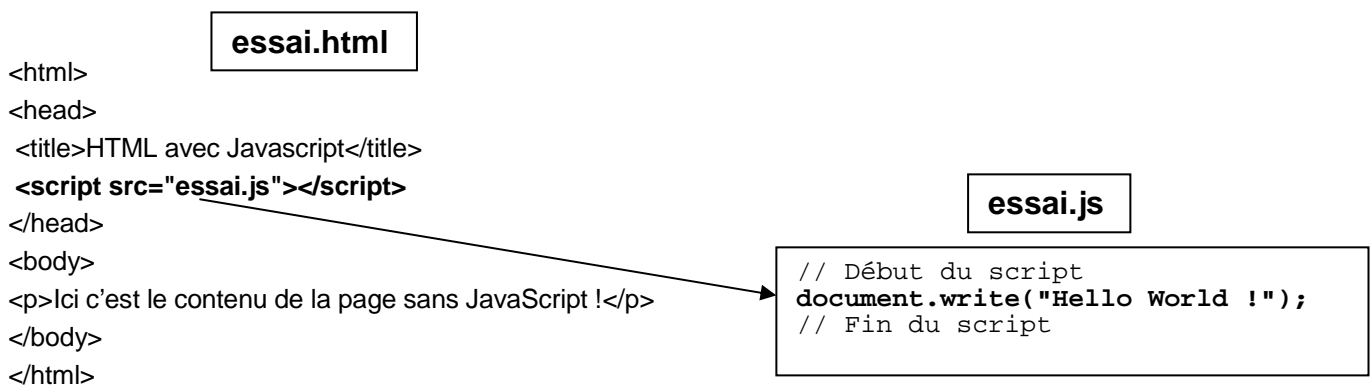 essai.html
<html>
<head>
<title>HTML avec Javascript</title>
<script src="essai.js"></script>
</head>
<body>
<p>Ici c'est le contenu de la page sans JavaScript !</p>
</body>
</html>
essai.js
// Début du script
document.write("Hello World !");
// Fin du script